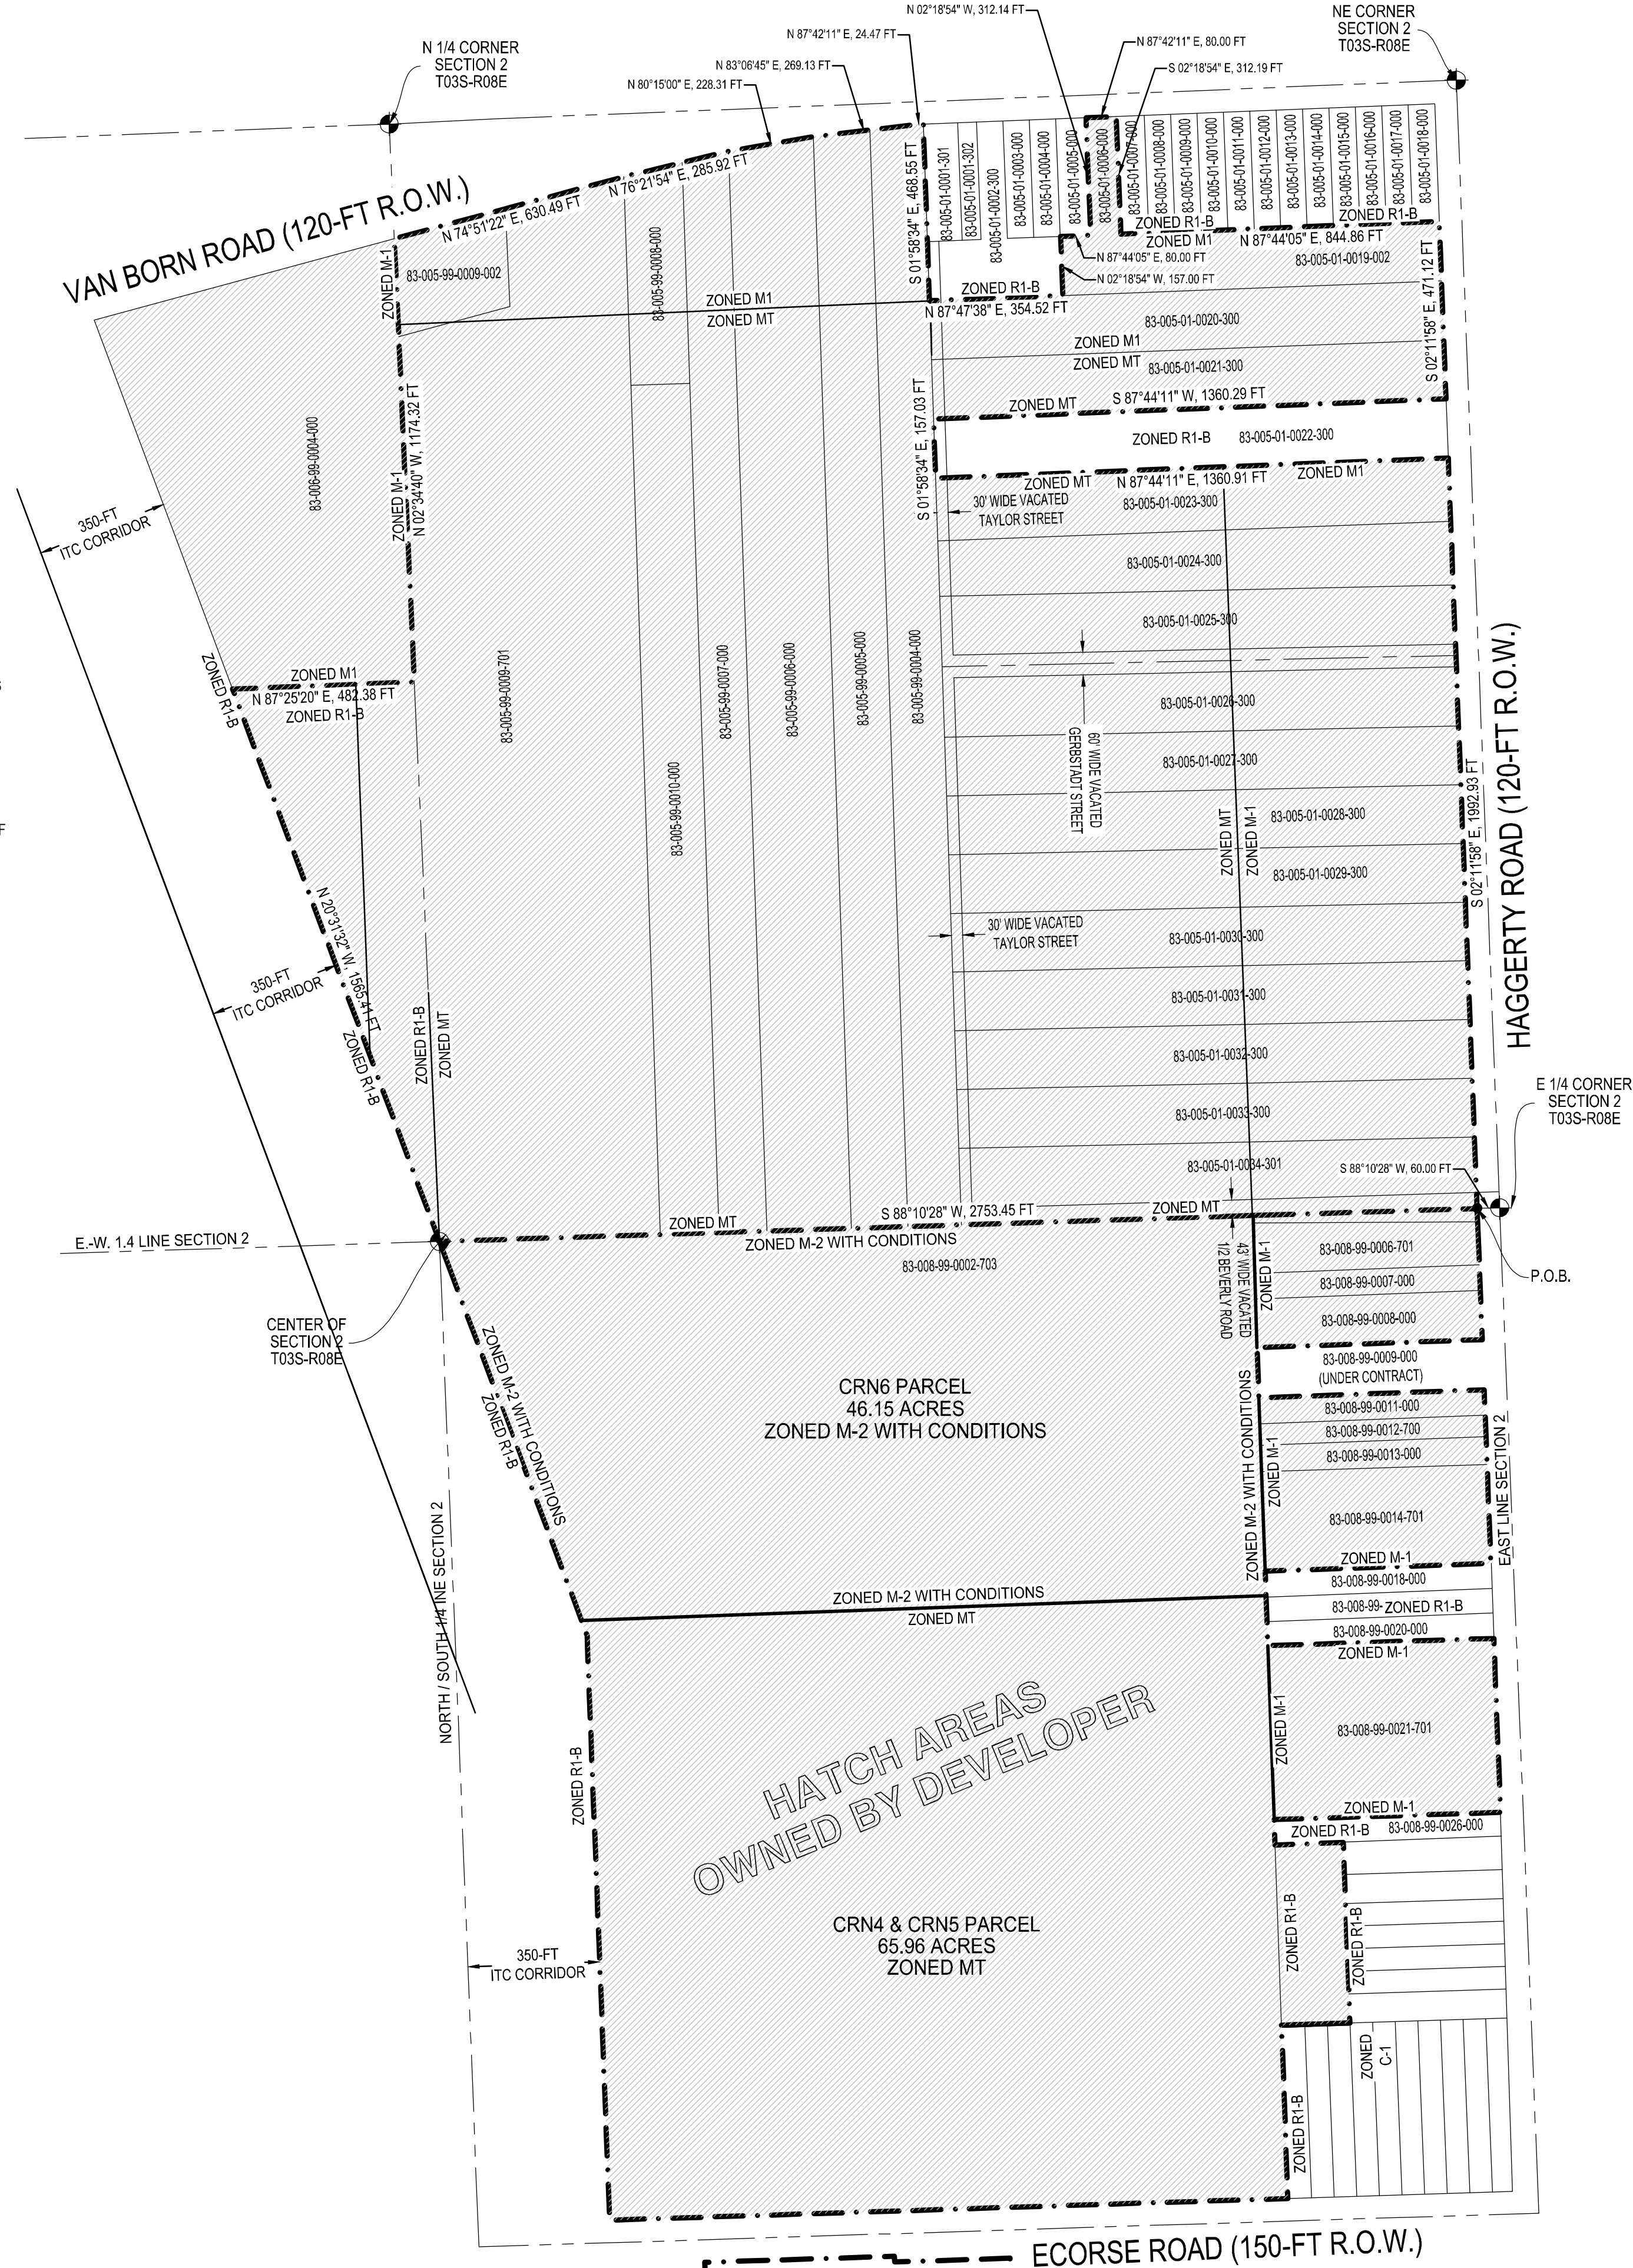 N 02°18'54" W, 312.14 FT
NE CORNER
SECTION 2
T03S-R08E
N 1/4 CORNER
SECTION 2
T03S-R08E
N 87°42'11" E, 24.47 FT
N 87°42'11" E, 80.00 FT
N 83°06'45" E, 269.13 FT
S 02°18'54" E, 312.19 FT
N 80°15'00" E, 228.31 FT
VAN BORN ROAD (120-FT R.O.W.)
N 74°51'22" E, 630.49 FT
N 76°21'54" E, 285.92 FT
S 01°58'34" E, 468.55 FT
83-005-01-0001-301
83-005-01-0001-302
83-005-01-0002-300
83-005-01-0003-000
83-005-01-0004-000
83-005-01-0005-000
83-005-01-0006-000
83-005-01-0007-000
83-005-01-0008-000
83-005-01-0009-000
83-005-01-0010-000
83-005-01-0011-000
83-005-01-0012-000
83-005-01-0013-000
83-005-01-0014-000
83-005-01-0015-000
83-005-01-0016-000
83-005-01-0017-000
83-005-01-0018-000
ZONED R1-B
ZONED R1-B
ZONED M1
N 87°44'05" E, 844.86 FT
N 87°44'05" E, 80.00 FT
83-005-01-0019-002
N 02°18'54" W, 157.00 FT
ZONED R1-B
N 87°47'38" E, 354.52 FT
S 02°11'58" E, 471.12 FT
ZONED M-1
83-005-99-0009-002
83-005-99-0008-000
ZONED M1
ZONED MT
83-005-01-0020-300
ZONED M1
ZONED MT
83-005-01-0021-300
ZONED MT
S 87°44'11" W, 1360.29 FT
S 01°58'34" E, 157.03 FT
ZONED R1-B
83-005-01-0022-300
ZONED MT
N 87°44'11" E, 1360.91 FT
ZONED M1
83-006-99-0004-000
ZONED M-1
N 02°34'40" W, 1174.32 FT
350-FT
ITC CORRIDOR
30' WIDE VACATED
TAYLOR STREET
83-005-01-0023-300
83-005-01-0024-300
83-005-01-0025-300
ZONED R1-B
ZONED M1
N 87°25'20" E, 482.38 FT
ZONED R1-B
83-005-99-0009-701
83-005-99-0010-000
83-005-99-0007-000
83-005-99-0006-000
83-005-99-0005-000
83-005-99-0004-000
60' WIDE VACATED
GERBSTADT STREET
83-005-01-0026-300
83-005-01-0027-300
ZONED MT
ZONED M-1
83-005-01-0028-300
83-005-01-0029-300
S 02°11'58" E, 1992.93 FT
HAGGERTY ROAD (120-FT R.O.W.)
30' WIDE VACATED
TAYLOR STREET
83-005-01-0030-300
83-005-01-0031-300
83-005-01-0032-300
83-005-01-0033-300
83-005-01-0034-301
N 20°31'32" W, 1565.41 FT
350-FT
ITC CORRIDOR
ZONED R1-B
ZONED R1-B
ZONED MT
E 1/4 CORNER
SECTION 2
T03S-R08E
S 88°10'28" W, 60.00 FT
ZONED MT
S 88°10'28" W, 2753.45 FT
ZONED MT
ZONED M-2 WITH CONDITIONS
E.-W. 1.4 LINE SECTION 2
83-008-99-0002-703
43' WIDE VACATED
1/2 BEVERLY ROAD
ZONED M-1
83-008-99-0006-701
83-008-99-0007-000
83-008-99-0008-000
P.O.B.
CENTER OF
SECTION 2
T03S-R08E
83-008-99-0009-000
(UNDER CONTRACT)
ZONED M-2 WITH CONDITIONS
ZONED R1-B
CRN6 PARCEL
46.15 ACRES
ZONED M-2 WITH CONDITIONS
ZONED M-2 WITH CONDITIONS
ZONED M-1
83-008-99-0011-000
83-008-99-0012-700
83-008-99-0013-000
83-008-99-0014-701
EAST LINE SECTION 2
ZONED M-1
83-008-99-0018-000
83-008-99- ZONED R1-B
83-008-99-0020-000
ZONED M-1
NORTH / SOUTH 1/4 LINE SECTION 2
ZONED M-2 WITH CONDITIONS
ZONED MT
ZONED R1-B
HATCH AREAS
OWNED BY DEVELOPER
ZONED M-1
83-008-99-0021-701
ZONED M-1
ZONED R1-B
83-008-99-0026-000
ZONED R1-B
ZONED R1-B
CRN4 & CRN5 PARCEL
65.96 ACRES
ZONED MT
350-FT
ITC CORRIDOR
ZONED
C-1
ZONED R1-B
ECORSE ROAD (150-FT R.O.W.)